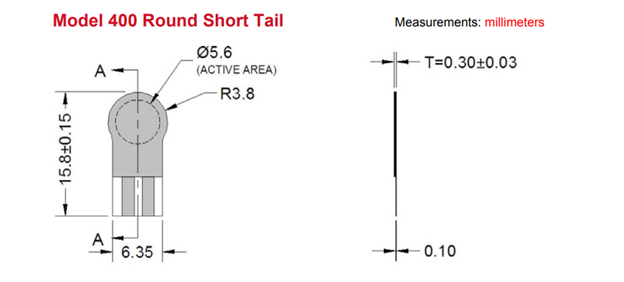 Model 400 Round Short Tail
Measurements: millimeters
A
Ø5.6
(ACTIVE AREA)
R3.8
15.8±0.15
A
6.35
T=0.30±0.03
0.10